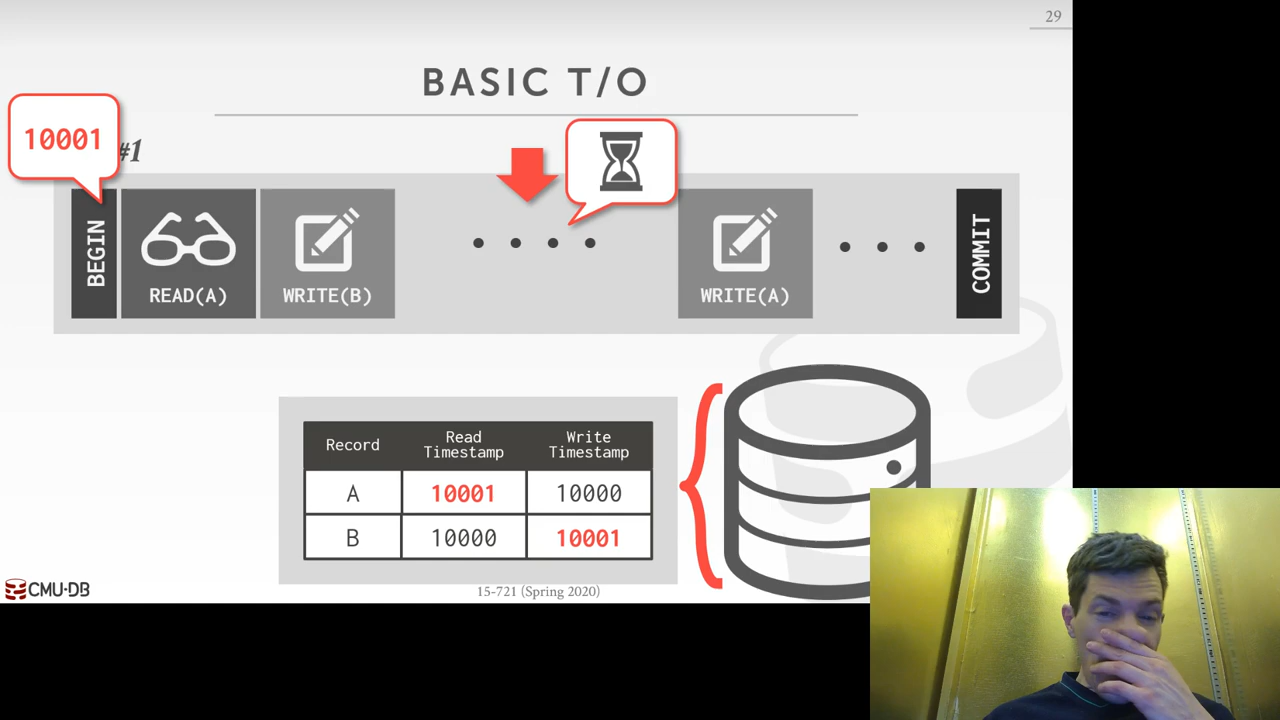 29
BASIC T/O
10001
#1
BEGIN
READ(A)
WRITE(B)
WRITE(A)
COMMIT
Record
Read
Timestamp
Write
Timestamp
A
10001
10000
B
10000
10001
CMU·DB
15-721 (Spring 2020)